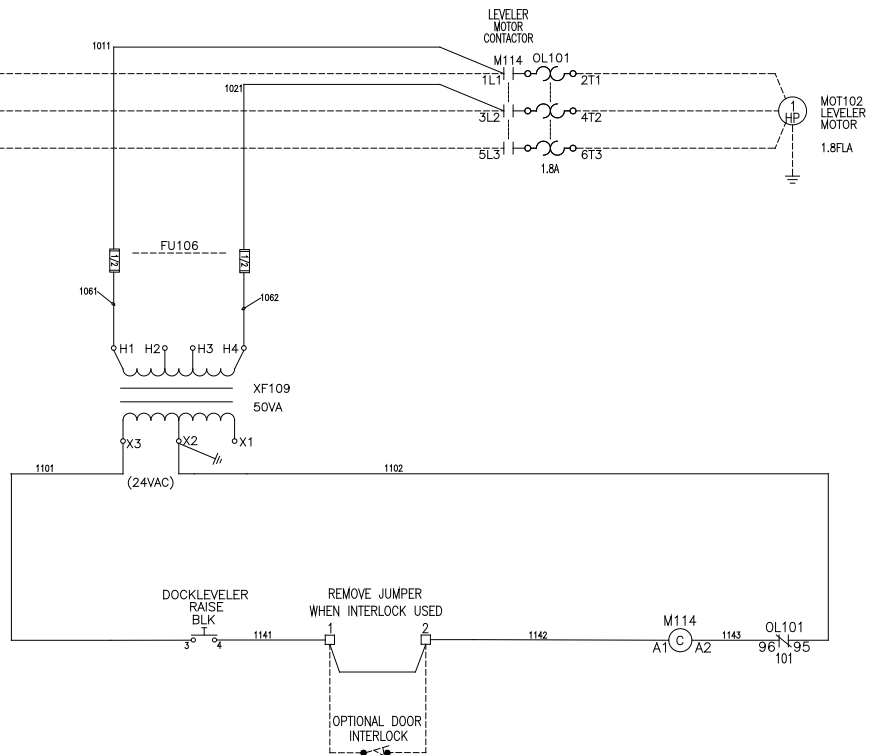 LEVELER
MOTOR
CONTACTOR
1011
M114
OL101
1L1
2T1
1021
3L2
4T2
1
HP
MOT102
LEVELER
MOTOR
5L3
6T3
1.8FLA
1.8A
FU106
1/2
1/2
1061
1062
H1
H2
H3
H4
XF109
50VA
X3
X2
X1
1101
1102
(24VAC)
DOCKLEVELER
RAISE
BLK
REMOVE JUMPER
WHEN INTERLOCK USED
3
4
1141
1
2
1142
M114
C
A1
A2
1143
OL101
96
95
101
OPTIONAL DOOR
INTERLOCK